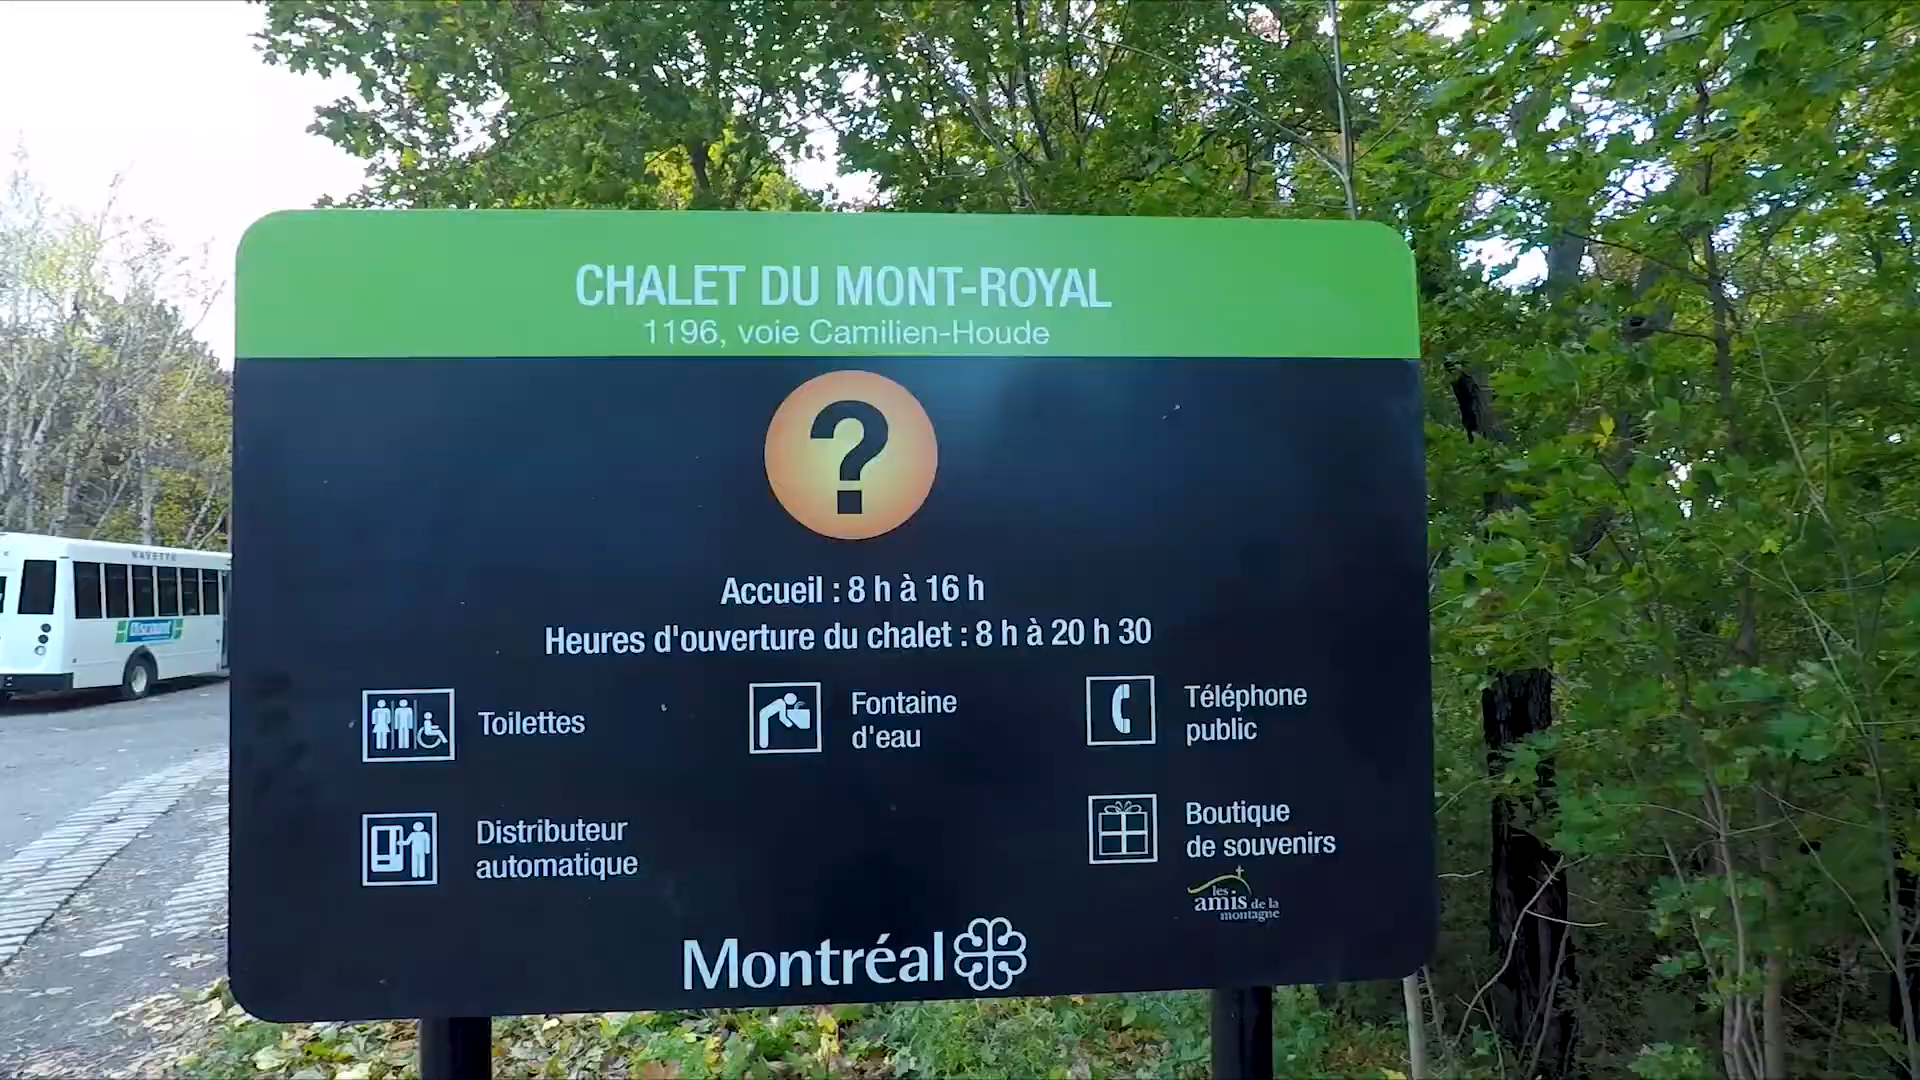 CHALET DU MONT-ROYAL
1196, voie Camilien-Houde
?
Accueil : 8 h à 16 h
Heures d'ouverture du chalet : 8 h à 20 h 30
Toilettes
Fontaine
d'eau
Téléphone
public
Distributeur
automatique
Boutique
de souvenirs
les
amis de la
montagne
Montréal
NAVETTE